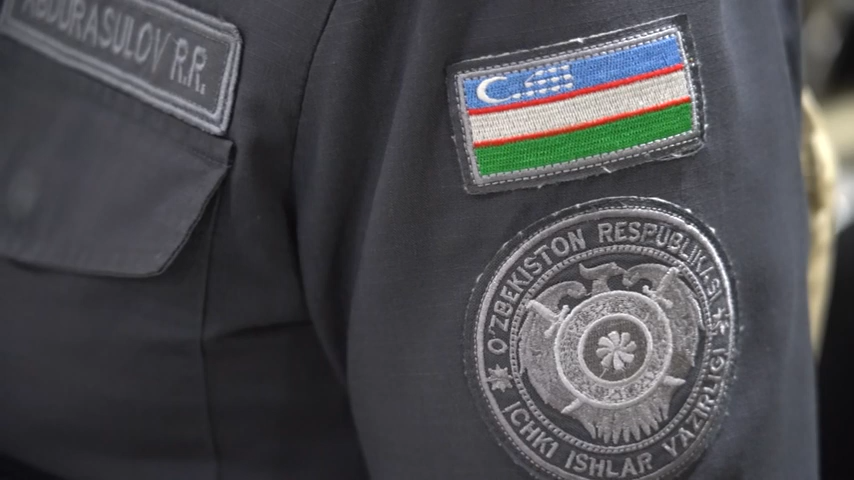 ABDURASULOV R.R.
O'ZBEKISTON RESPUBLIKASI
ICHKI ISHLAR VAZIRLIGI